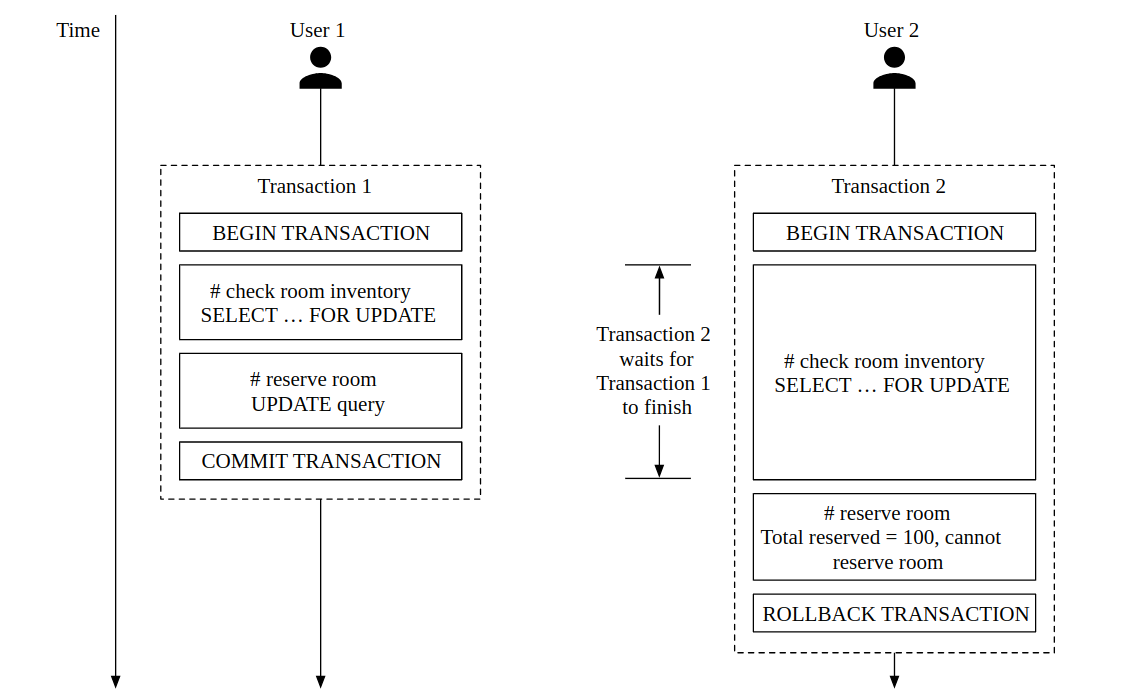 Time
User 1
User 2
Transaction 1
BEGIN TRANSACTION
# check room inventory
SELECT … FOR UPDATE
# reserve room
UPDATE query
COMMIT TRANSACTION
Transaction 2
waits for
Transaction 1
to finish
Transaction 2
BEGIN TRANSACTION
# check room inventory
SELECT … FOR UPDATE
# reserve room
Total reserved = 100, cannot
reserve room
ROLLBACK TRANSACTION